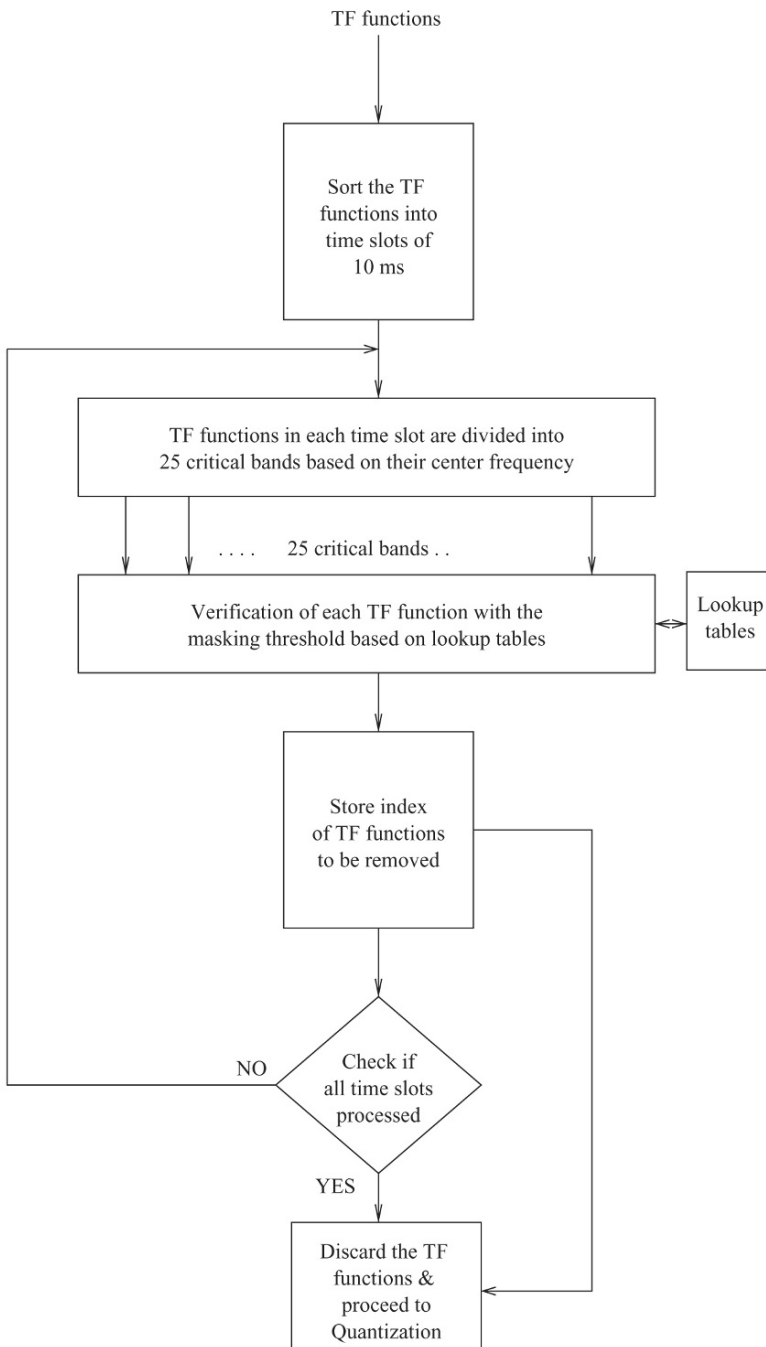 TF functions
Sort the TF
functions into
time slots of
10 ms
TF functions in each time slot are divided into
25 critical bands based on their center frequency
. . . . 25 critical bands . .
Verification of each TF function with the
masking threshold based on lookup tables
Lookup
tables
Store index
of TF functions
to be removed
NO
Check if
all time slots
processed
YES
Discard the TF
functions &
proceed to
Quantization